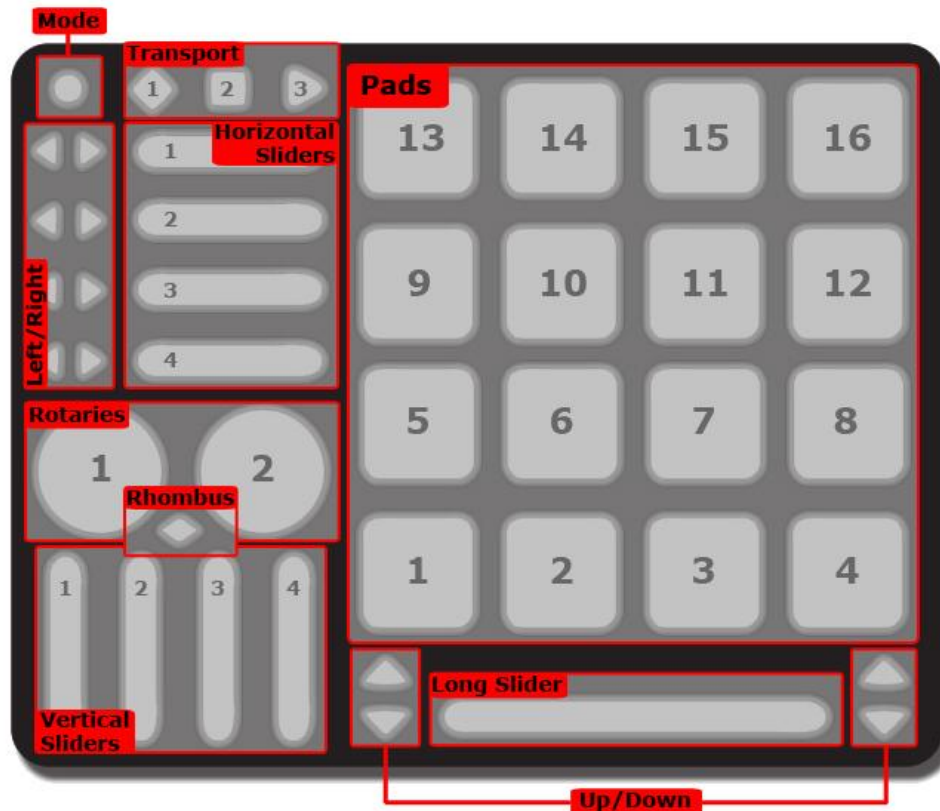 Mode
Transport
1 2 3
Pads
13 14 15 16
Horizontal
Sliders
1
2
3
4
9 10 11 12
Left/Right
5 6 7 8
Rotaries
1 2
Rhombus
1 2 3 4
1 2 3 4
Vertical
Sliders
Long Slider
Up/Down